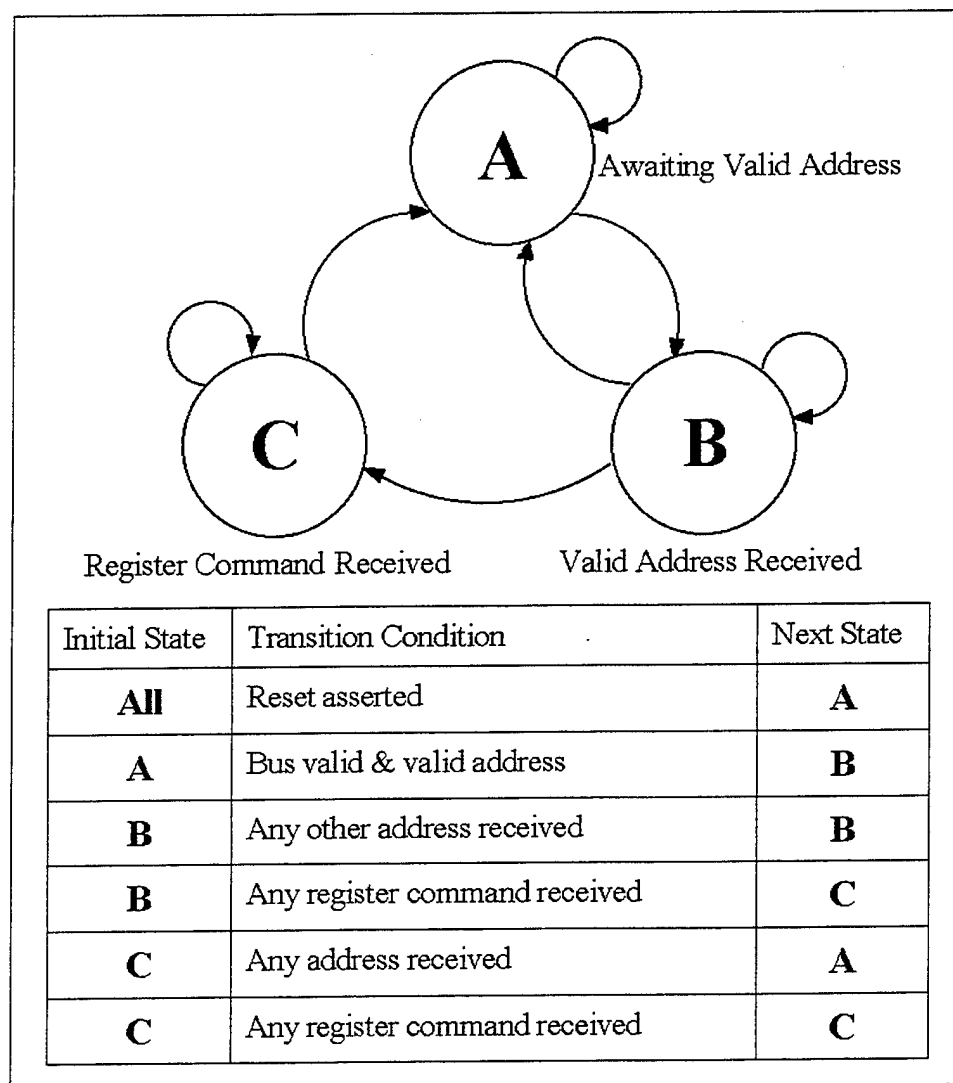 A
Awaiting Valid Address
C
B
Register Command Received
Valid Address Received
Initial State Transition Condition Next State
All Reset asserted A
A Bus valid & valid address B
B Any other address received B
B Any register command received C
C Any address received A
C Any register command received C